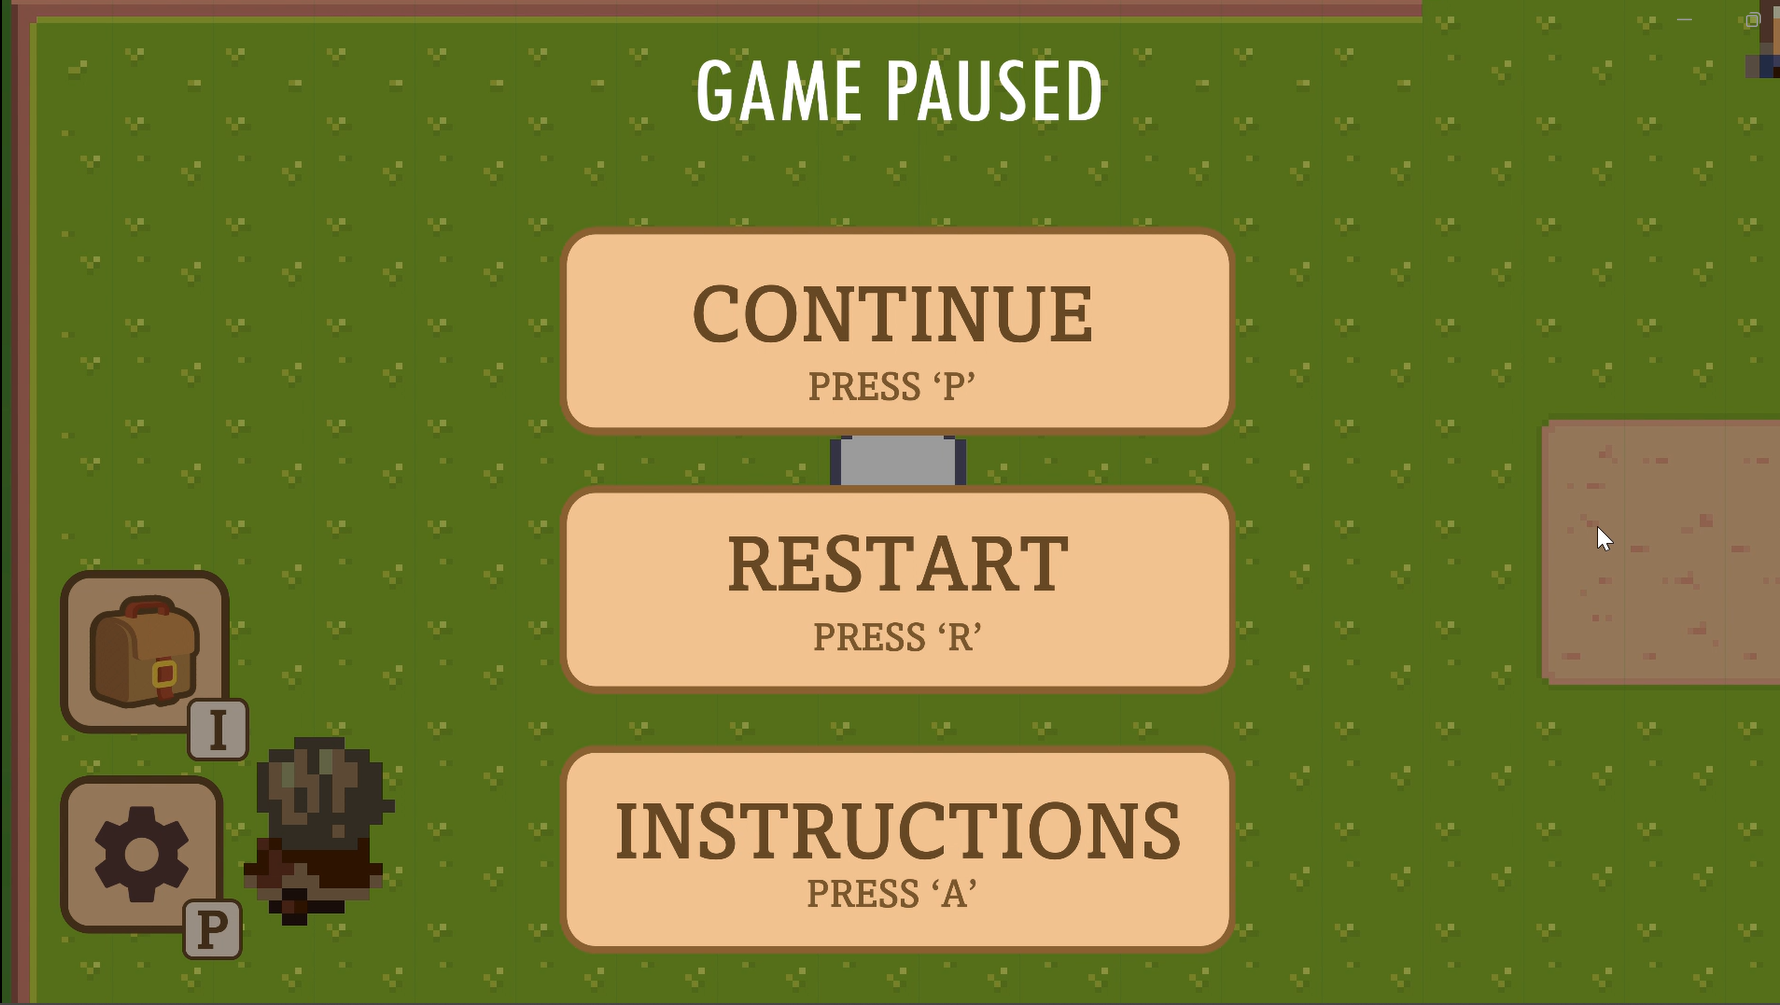 GAME PAUSED
CONTINUE
PRESS ‘P’
RESTART
PRESS ‘R’
INSTRUCTIONS
PRESS ‘A’
I
P